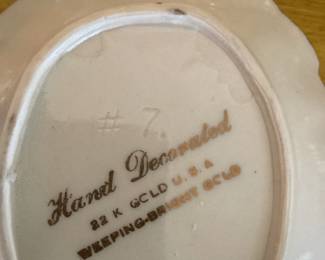 # 7.
Hand Decorated
22 K GOLD U.S.A
WEEPING-BRIGHT GOLD